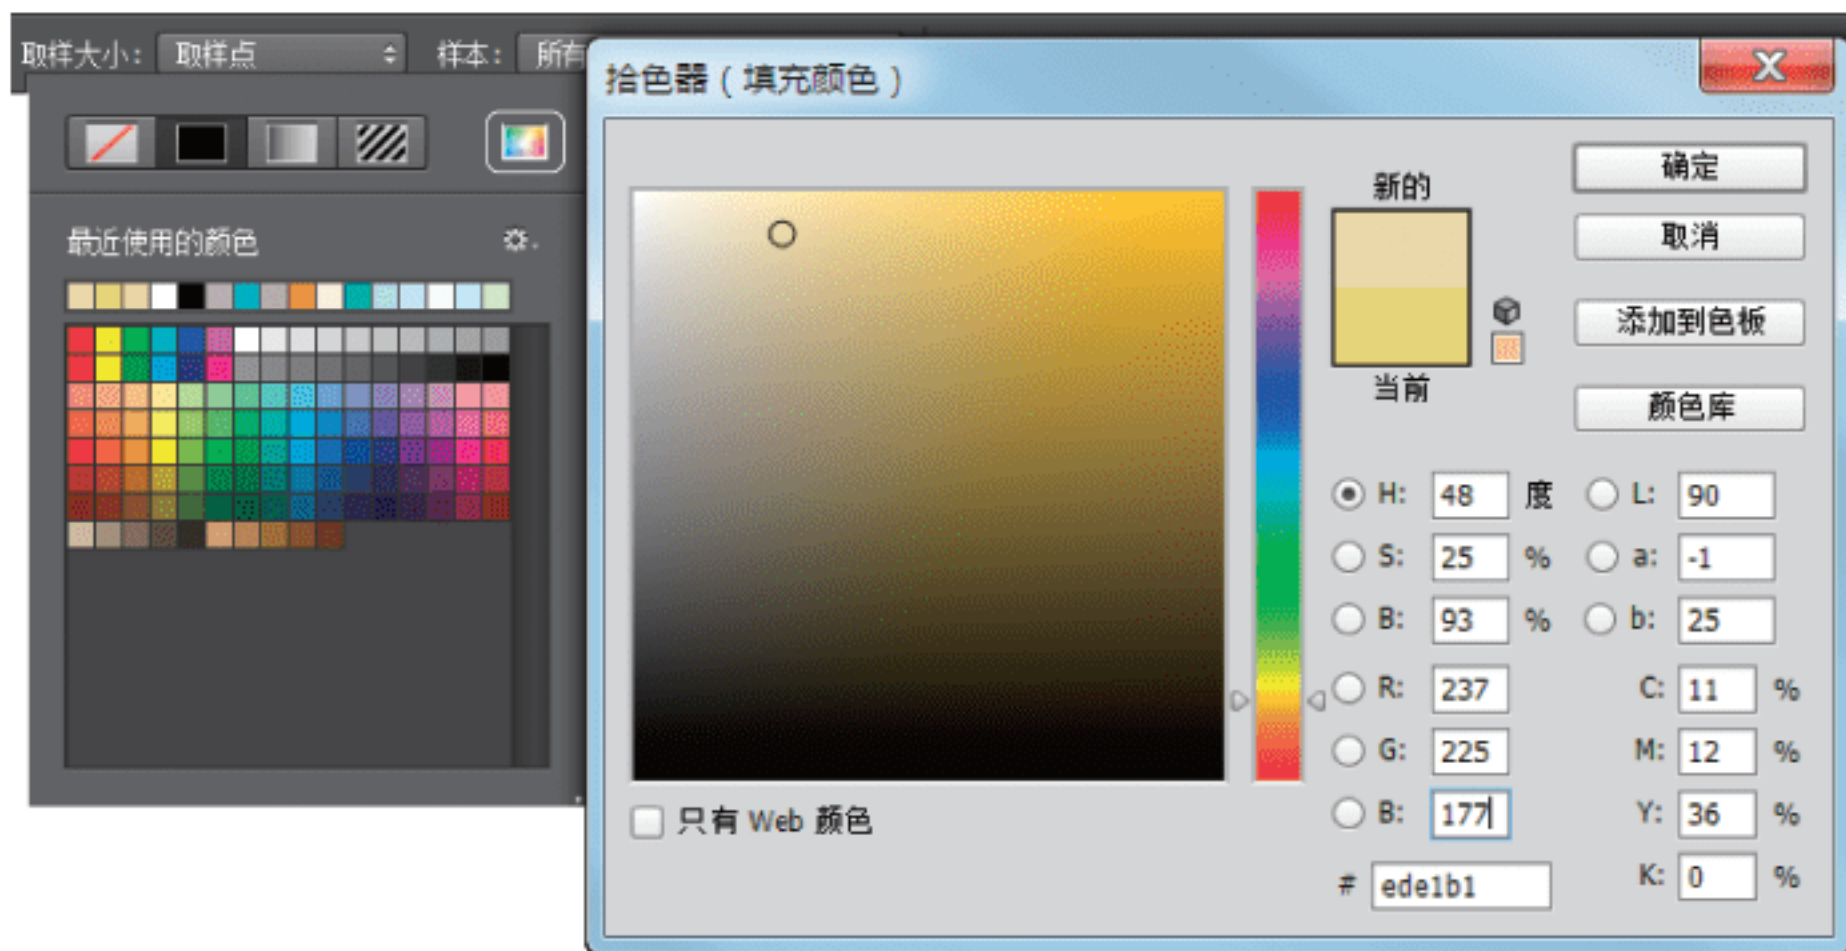 取样大小: 取样点 样本: 所有
拾色器 ( 填充颜色 )
最近使用的颜色
新的
当前
确定
取消
添加到色板
颜色库
H: 48 度 L: 90
S: 25 % a: -1
B: 93 % b: 25
R: 237 C: 11 %
G: 225 M: 12 %
B: 177 Y: 36 %
# ede1b1 K: 0 %
只有 Web 颜色